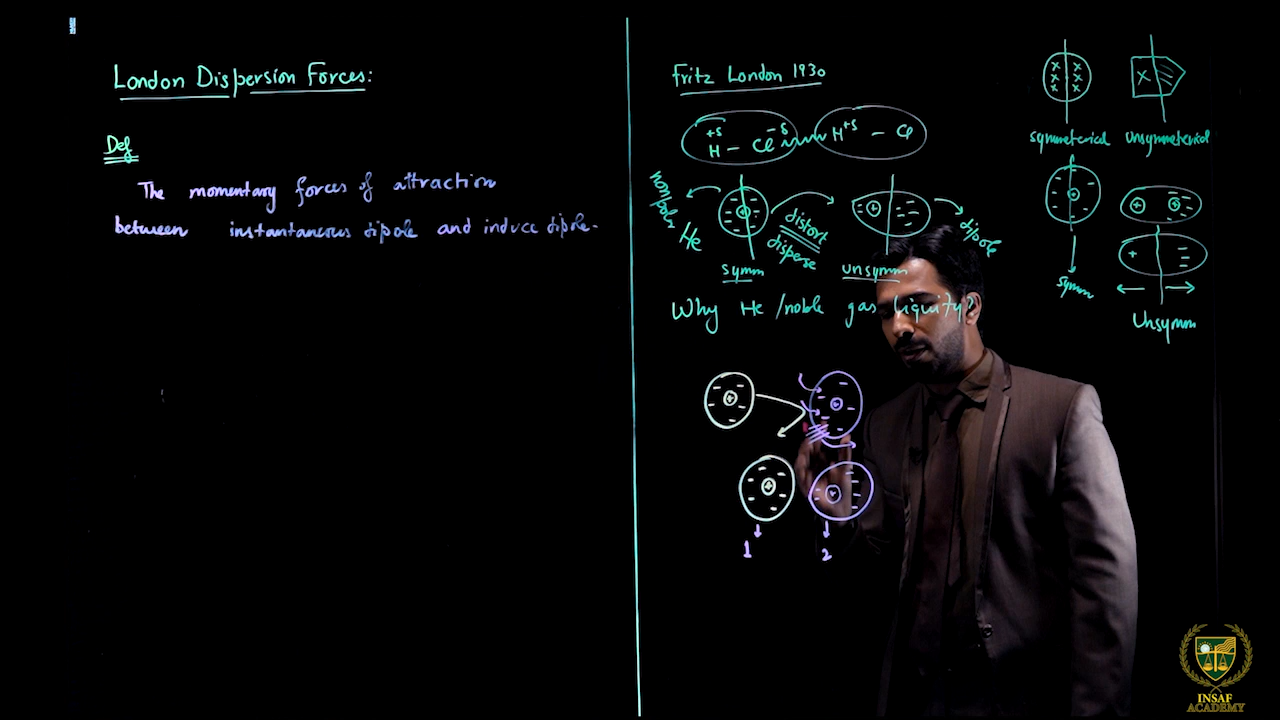 London Dispersion Forces:
Def
The momentary forces of attraction
between instantaneous dipole and induce dipole.
Fritz London 1930
+δ -δ +δ
H - Cl H - Cl
x x
x x
x x
x
symmeterical unsymmeterical
nonpolar
He
+
distort
disperse
+
dipole
symm
unsymm
+
symm
+ +
+
Unsymm
Why He / noble gas liquify?
+ +
+ +
1 2
INSAF
ACADEMY